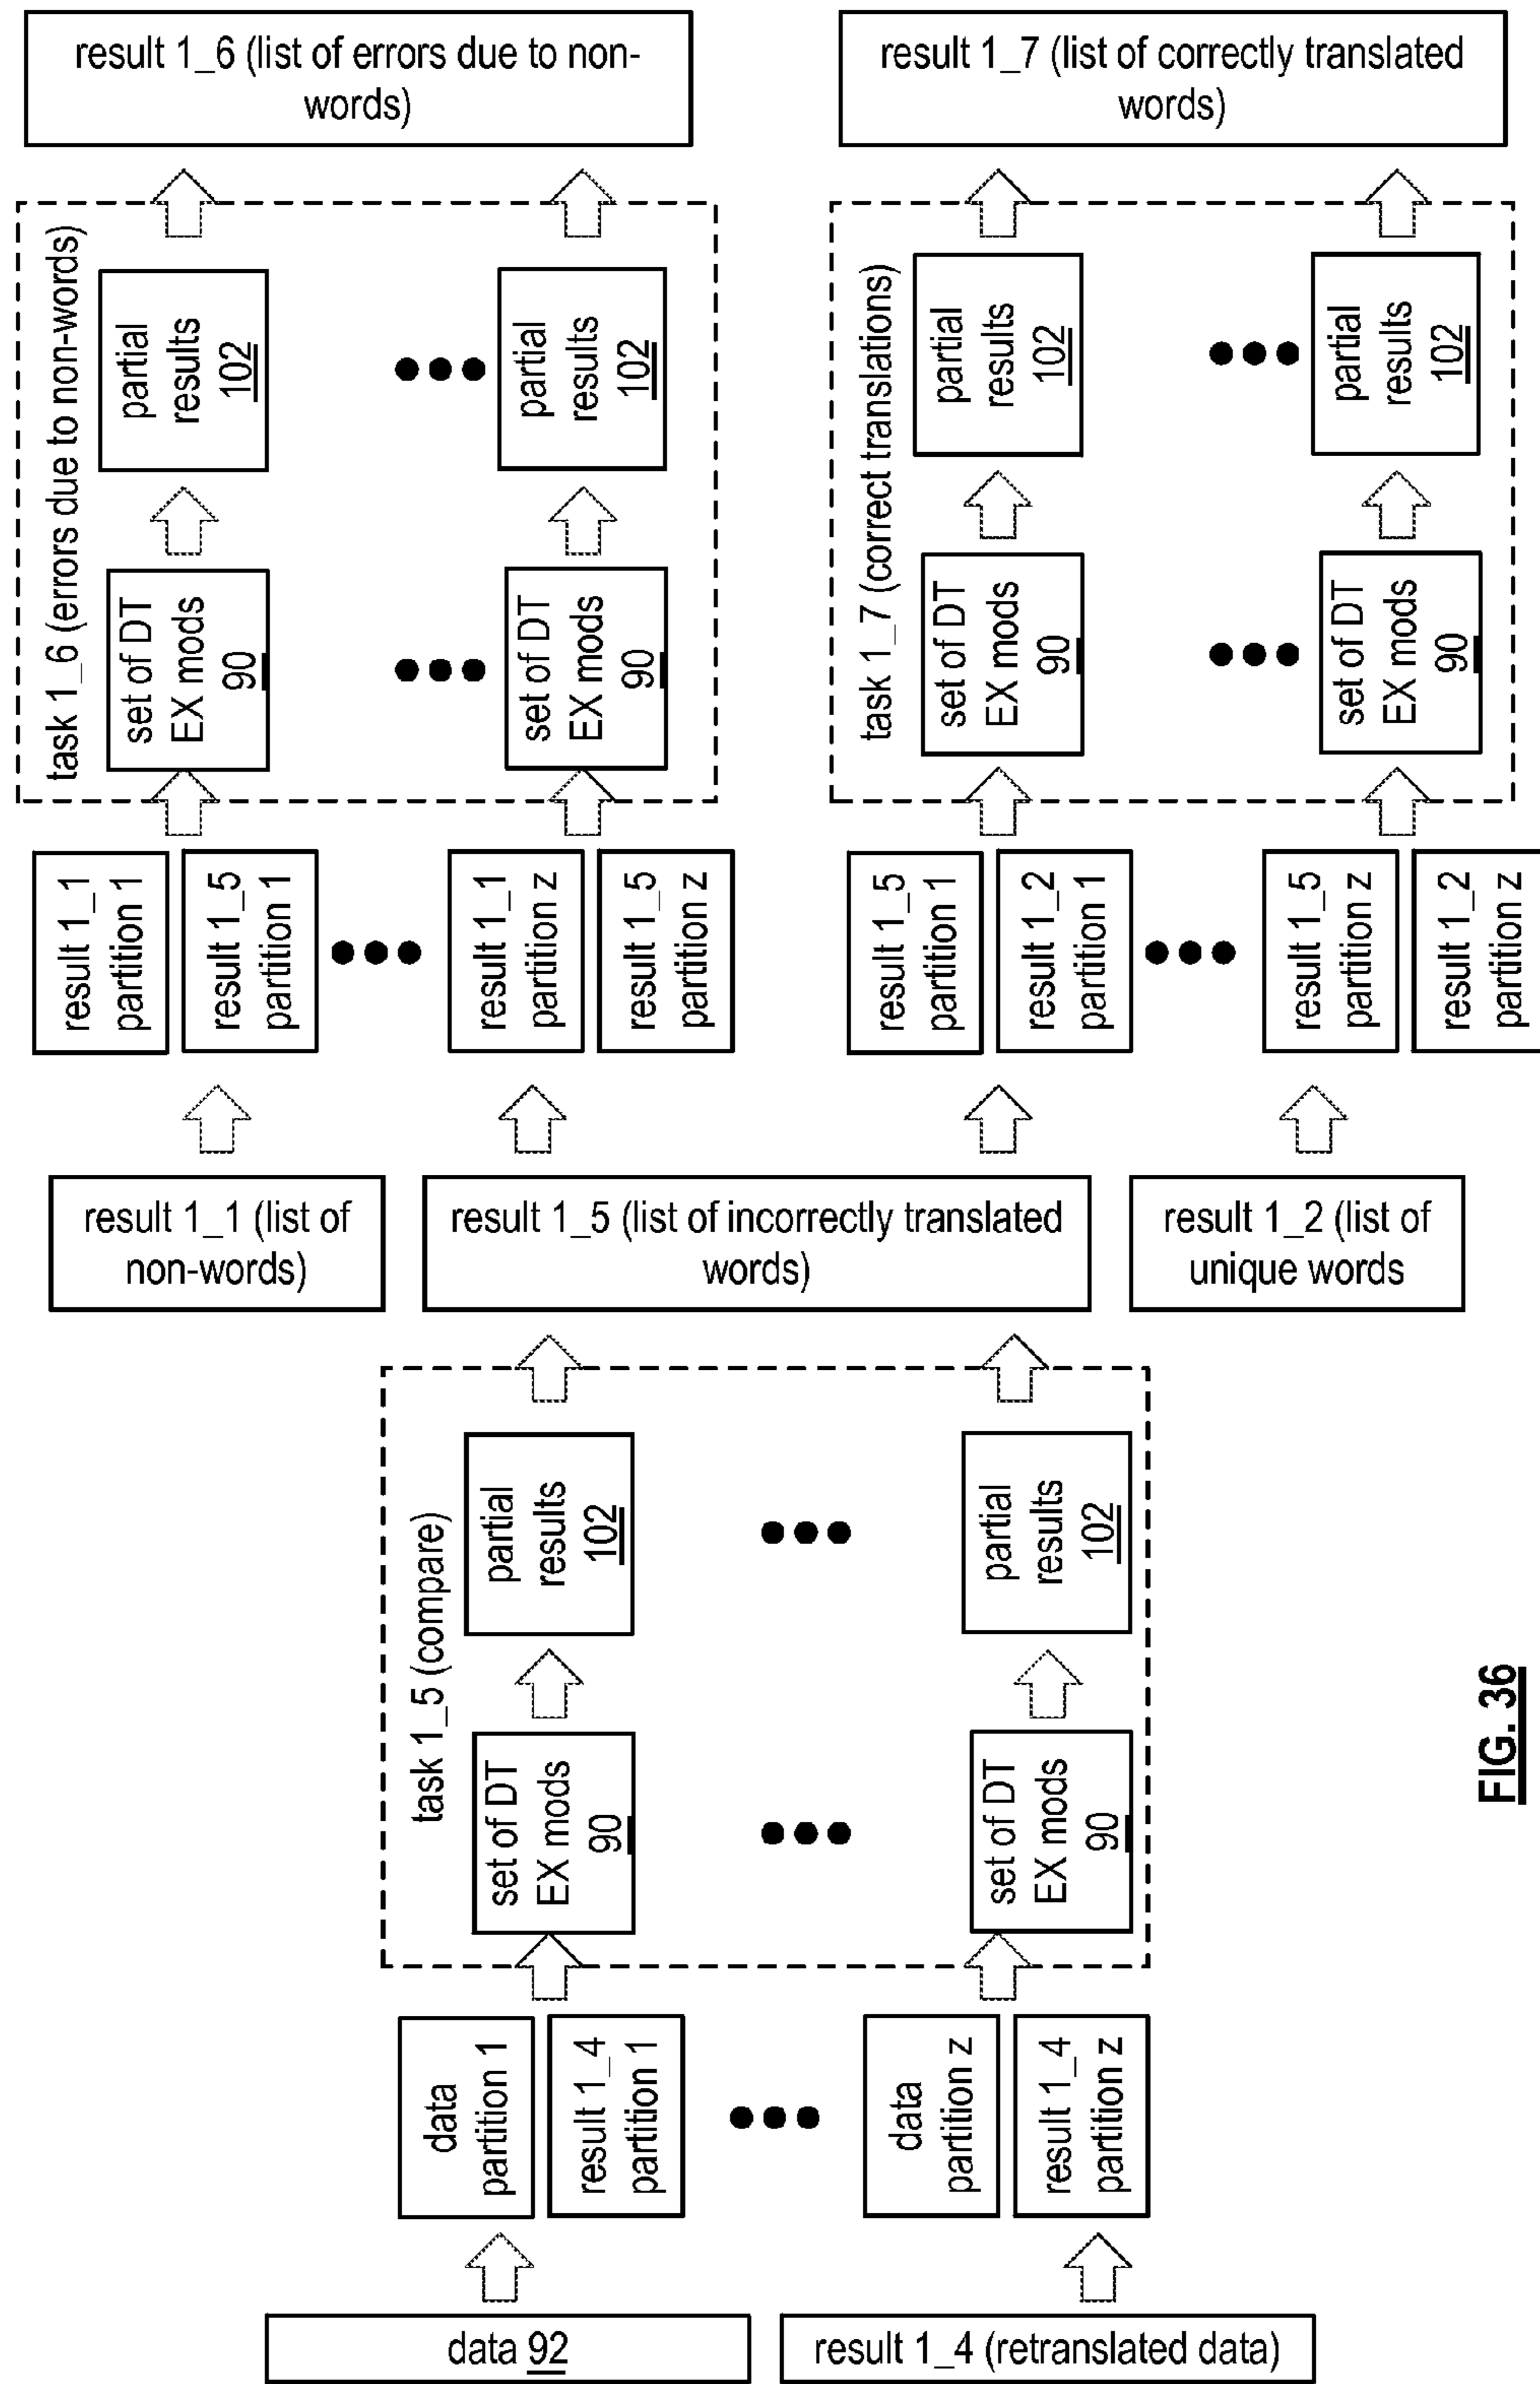 result 1_6 (list of errors due to non-
words)
result 1_7 (list of correctly translated
words)
task 1_6 (errors due to non-words)
partial
results
102
partial
results
102
set of DT
EX mods
90
set of DT
EX mods
90
task 1_7 (correct translations)
partial
results
102
partial
results
102
set of DT
EX mods
90
set of DT
EX mods
90
result 1_1
partition 1
result 1_5
partition 1
result 1_1
partition z
result 1_5
partition z
result 1_5
partition 1
result 1_2
partition 1
result 1_5
partition z
result 1_2
partition z
result 1_1 (list of
non-words)
result 1_5 (list of incorrectly translated
words)
result 1_2 (list of
unique words
task 1_5 (compare)
partial
results
102
partial
results
102
set of DT
EX mods
90
set of DT
EX mods
90
data
partition 1
result 1_4
partition 1
data
partition z
result 1_4
partition z
data 92
result 1_4 (retranslated data)
FIG. 36